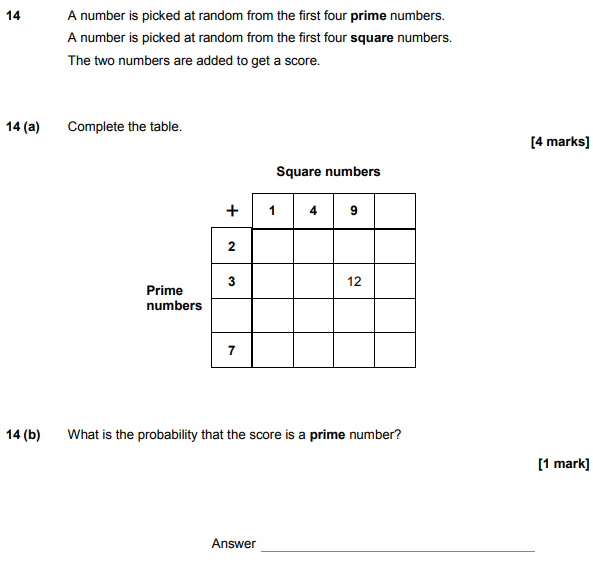 14 A number is picked at random from the first four prime numbers.
A number is picked at random from the first four square numbers.
The two numbers are added to get a score.
14 (a) Complete the table.
[4 marks]
Square numbers
+ 1 4 9
2
3 12
Prime numbers
7
14 (b) What is the probability that the score is a prime number?
[1 mark]
Answer